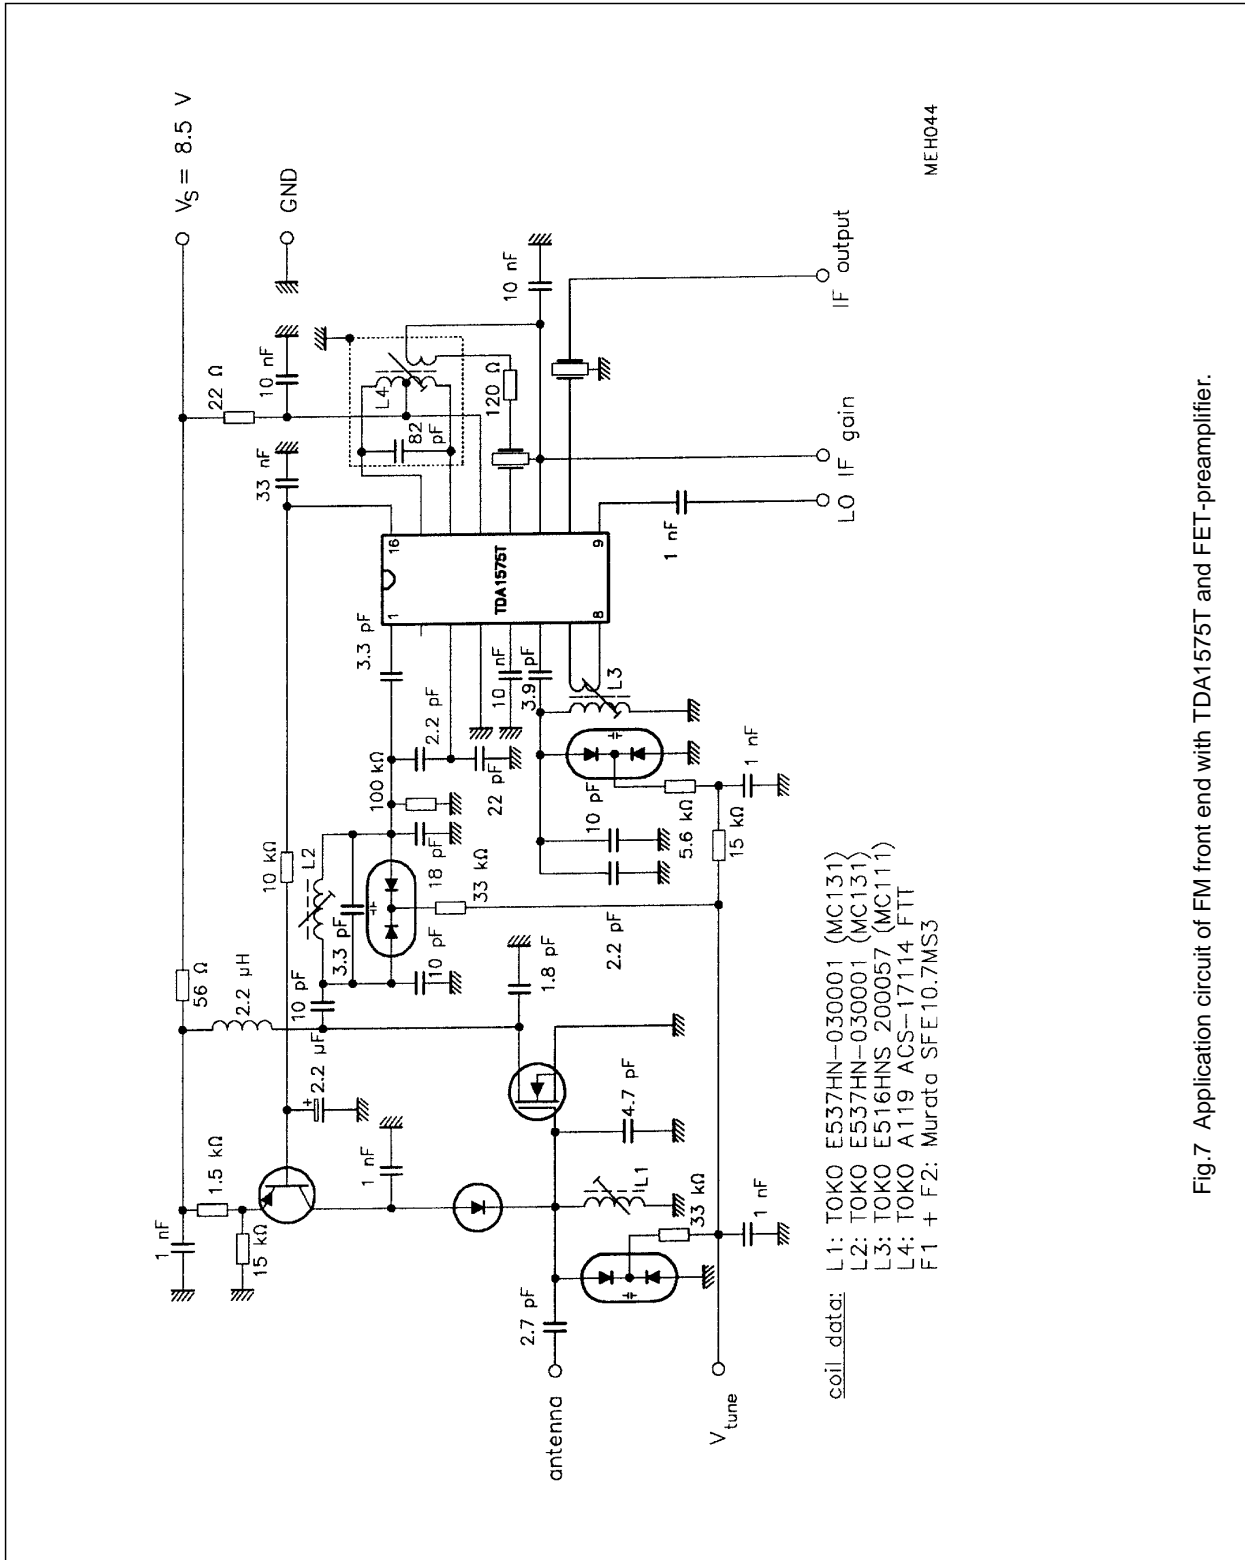 V_S = 8.5 V
GND
22 Ω
10 nF
33 nF
L4
82 pF
120 Ω
10 nF
IF output
IF gain
LO
1 nF
MEH044
16
9
1
8
TDA1575T
3.3 pF
2.2 pF
100 kΩ
22 pF
10 nF
3.9 pF
L3
10 pF
5.6 kΩ
15 kΩ
1 nF
10 kΩ
L2
3.3 pF
18 pF
33 kΩ
10 pF
2.2 pF
56 Ω
2.2 μH
10 pF
1.8 pF
2.2 μF
+
4.7 pF
1.5 kΩ
1 nF
15 kΩ
1 nF
L1
33 kΩ
1 nF
2.7 pF
antenna
V_tune
coil data:
L1: TOKO E537HN-030001 (MC131)
L2: TOKO E537HN-030001 (MC131)
L3: TOKO E516HNS 200057 (MC111)
L4: TOKO A119 ACS-17114 FTT
F1 + F2: Murata SFE10.7MS3
Fig.7 Application circuit of FM front end with TDA1575T and FET-preamplifier.